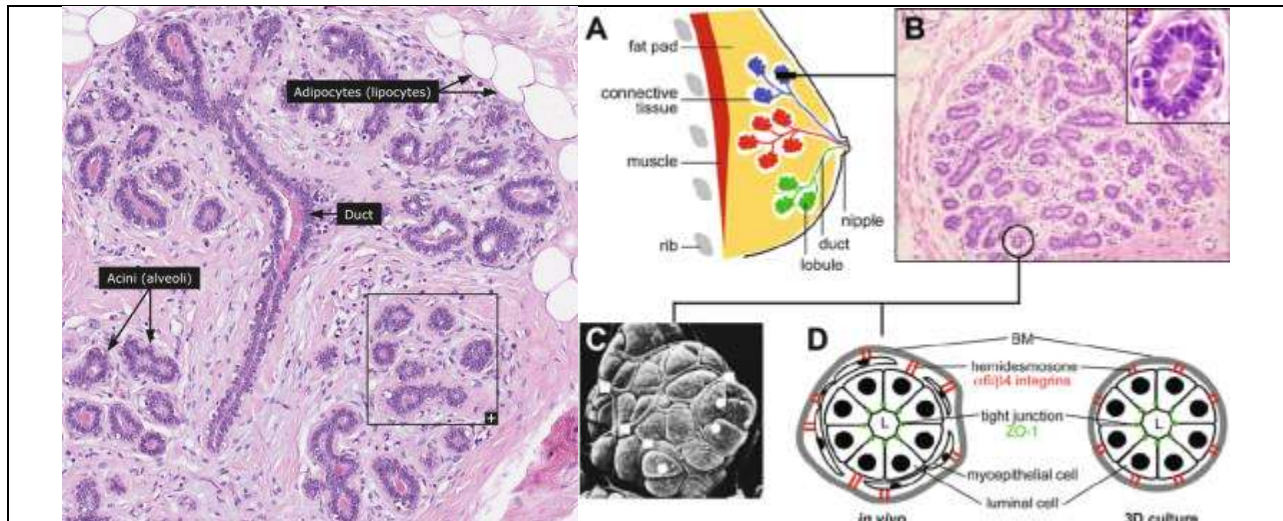 Adipocytes (lipocytes)
Duct
Acini (alveoli)
A
fat pad
connective
tissue
muscle
rib
nipple
duct
lobule
B
C
D
BM
hemidesmosone
α6β4 integrins
tight junction
ZO-1
myoepithelial cell
luminal cell
L
L
in vivo
3D culture